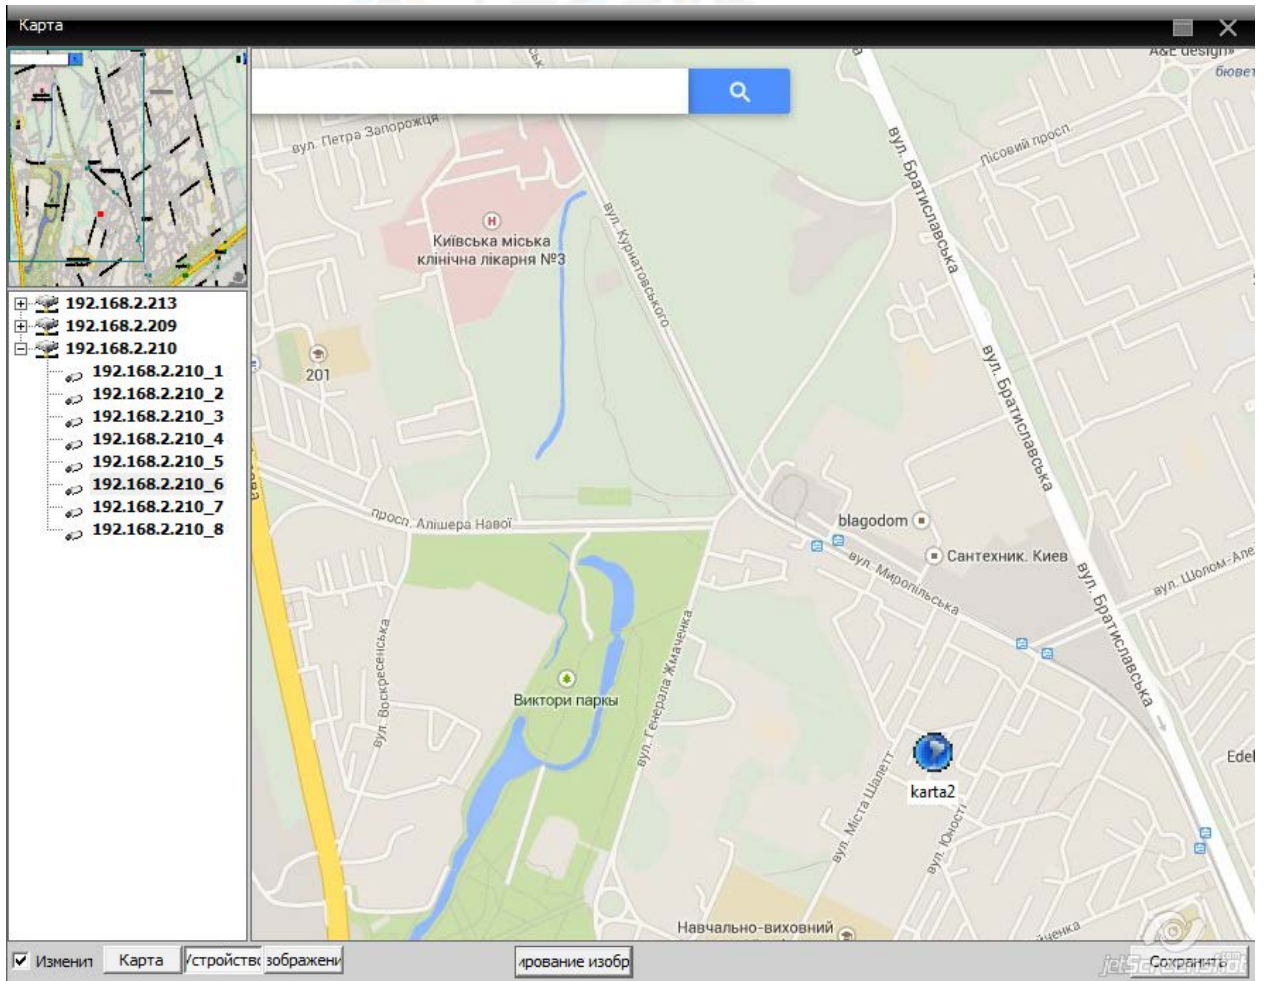 Карта
A&E design»
бювет
вул. Петра Запорожця
Лісовий просп.
вул. Братиславська
Київська міська
клінічна лікарня №3
вул. Курнатовського
192.168.2.213
192.168.2.209
192.168.2.210
192.168.2.210_1
192.168.2.210_2
192.168.2.210_3
192.168.2.210_4
192.168.2.210_5
192.168.2.210_6
192.168.2.210_7
192.168.2.210_8
201
вул. Братиславська
просп. Алішера Навої
blagodom
Сантехник. Киев
вул. Миропільська
вул. Шолом-Але
вул. Братиславська
вул. Воскресенська
вул. Генерала Жмаченка
Виктори паркы
karta2
Edel
вул. Міста Шалетт
вул. Юності
Навчально-виховний
Изменит
Карта
Устройств
зображени
ирование изобр
Сохранить
jetScreenshot